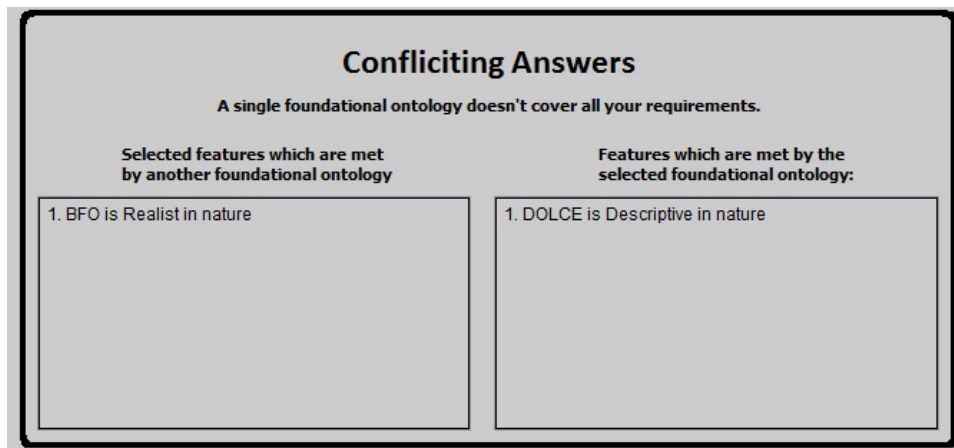 Confliciting Answers
A single foundational ontology doesn't cover all your requirements.
Selected features which are met
by another foundational ontology
Features which are met by the
selected foundational ontology:
1. BFO is Realist in nature
1. DOLCE is Descriptive in nature